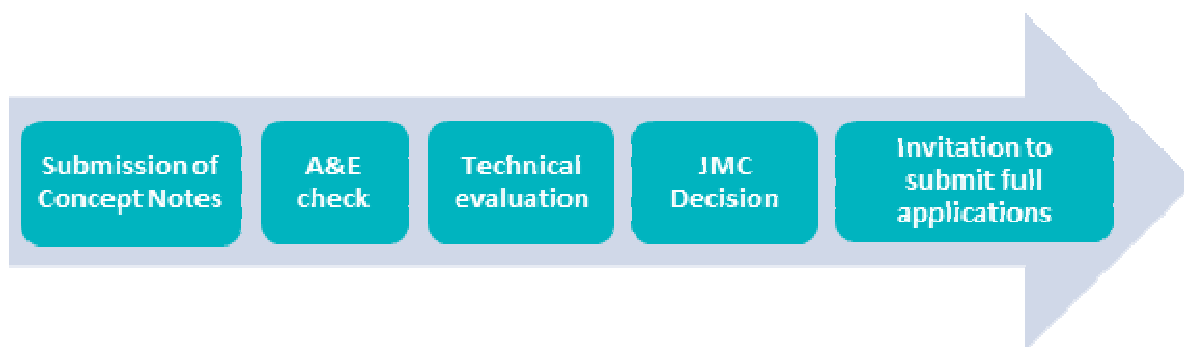 Submission of
Concept Notes
A&E
check
Technical
evaluation
JMC
Decision
Invitation to
submit full
applications